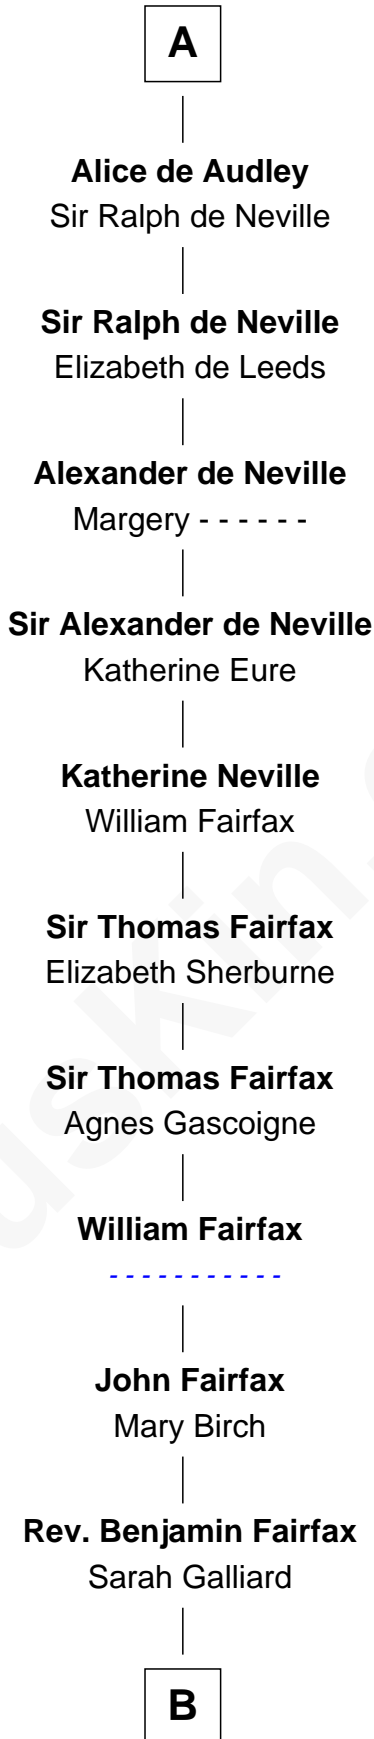 A
Alice de Audley
Sir Ralph de Neville
Sir Ralph de Neville
Elizabeth de Leeds
Alexander de Neville
Margery - - - - - -
Sir Alexander de Neville
Katherine Eure
Katherine Neville
William Fairfax
Sir Thomas Fairfax
Elizabeth Sherburne
Sir Thomas Fairfax
Agnes Gascoigne
William Fairfax
- - - - - - - - - - -
John Fairfax
Mary Birch
Rev. Benjamin Fairfax
Sarah Galliard
B